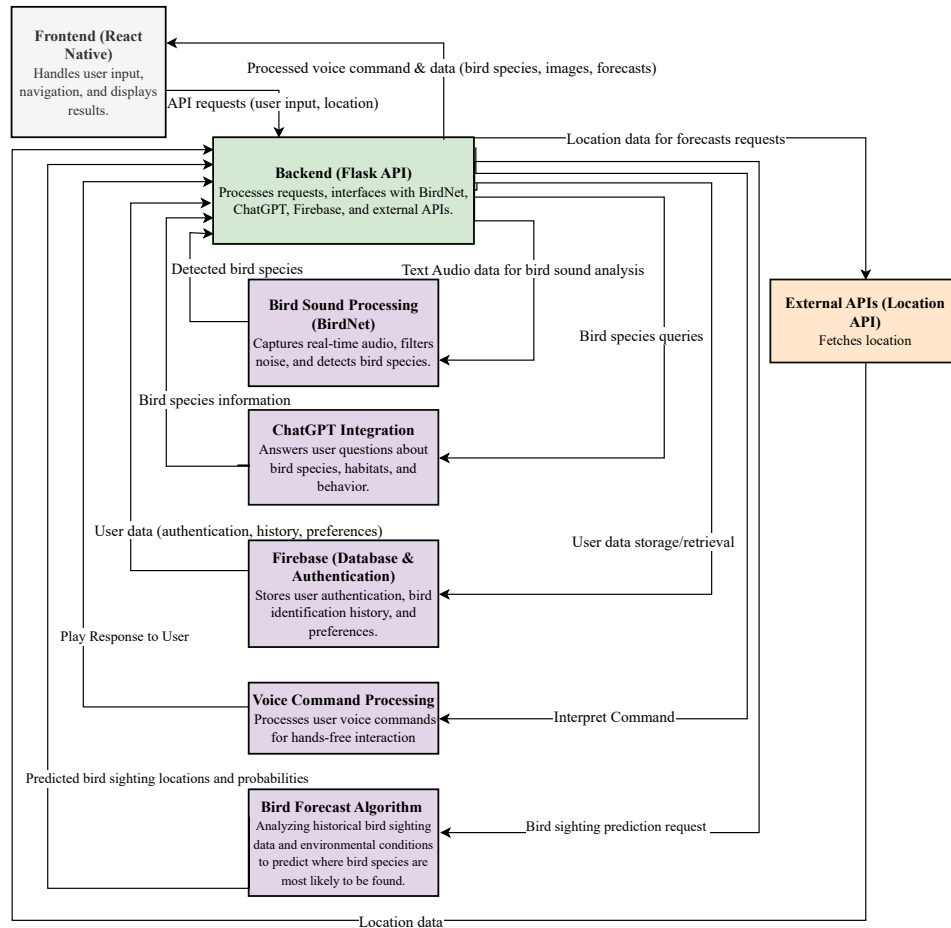 Frontend (React
Native)
Handles user input,
navigation, and displays
results.
Processed voice command & data (bird species, images, forecasts)
API requests (user input, location)
Location data for forecasts requests
Backend (Flask API)
Processes requests, interfaces with BirdNet,
ChatGPT, Firebase, and external APIs.
Detected bird species
Text Audio data for bird sound analysis
Bird Sound Processing
(BirdNet)
Captures real-time audio, filters
noise, and detects bird species.
External APIs (Location
API)
Fetches location
Bird species queries
Bird species information
ChatGPT Integration
Answers user questions about
bird species, habitats, and
behavior.
User data (authentication, history, preferences)
User data storage/retrieval
Firebase (Database &
Authentication)
Stores user authentication, bird
identification history, and
preferences.
Play Response to User
Voice Command Processing
Processes user voice commands
for hands-free interaction
Interpret Command
Predicted bird sighting locations and probabilities
Bird Forecast Algorithm
Analyzing historical bird sighting
data and environmental conditions
to predict where bird species are
most likely to be found.
Bird sighting prediction request
Location data